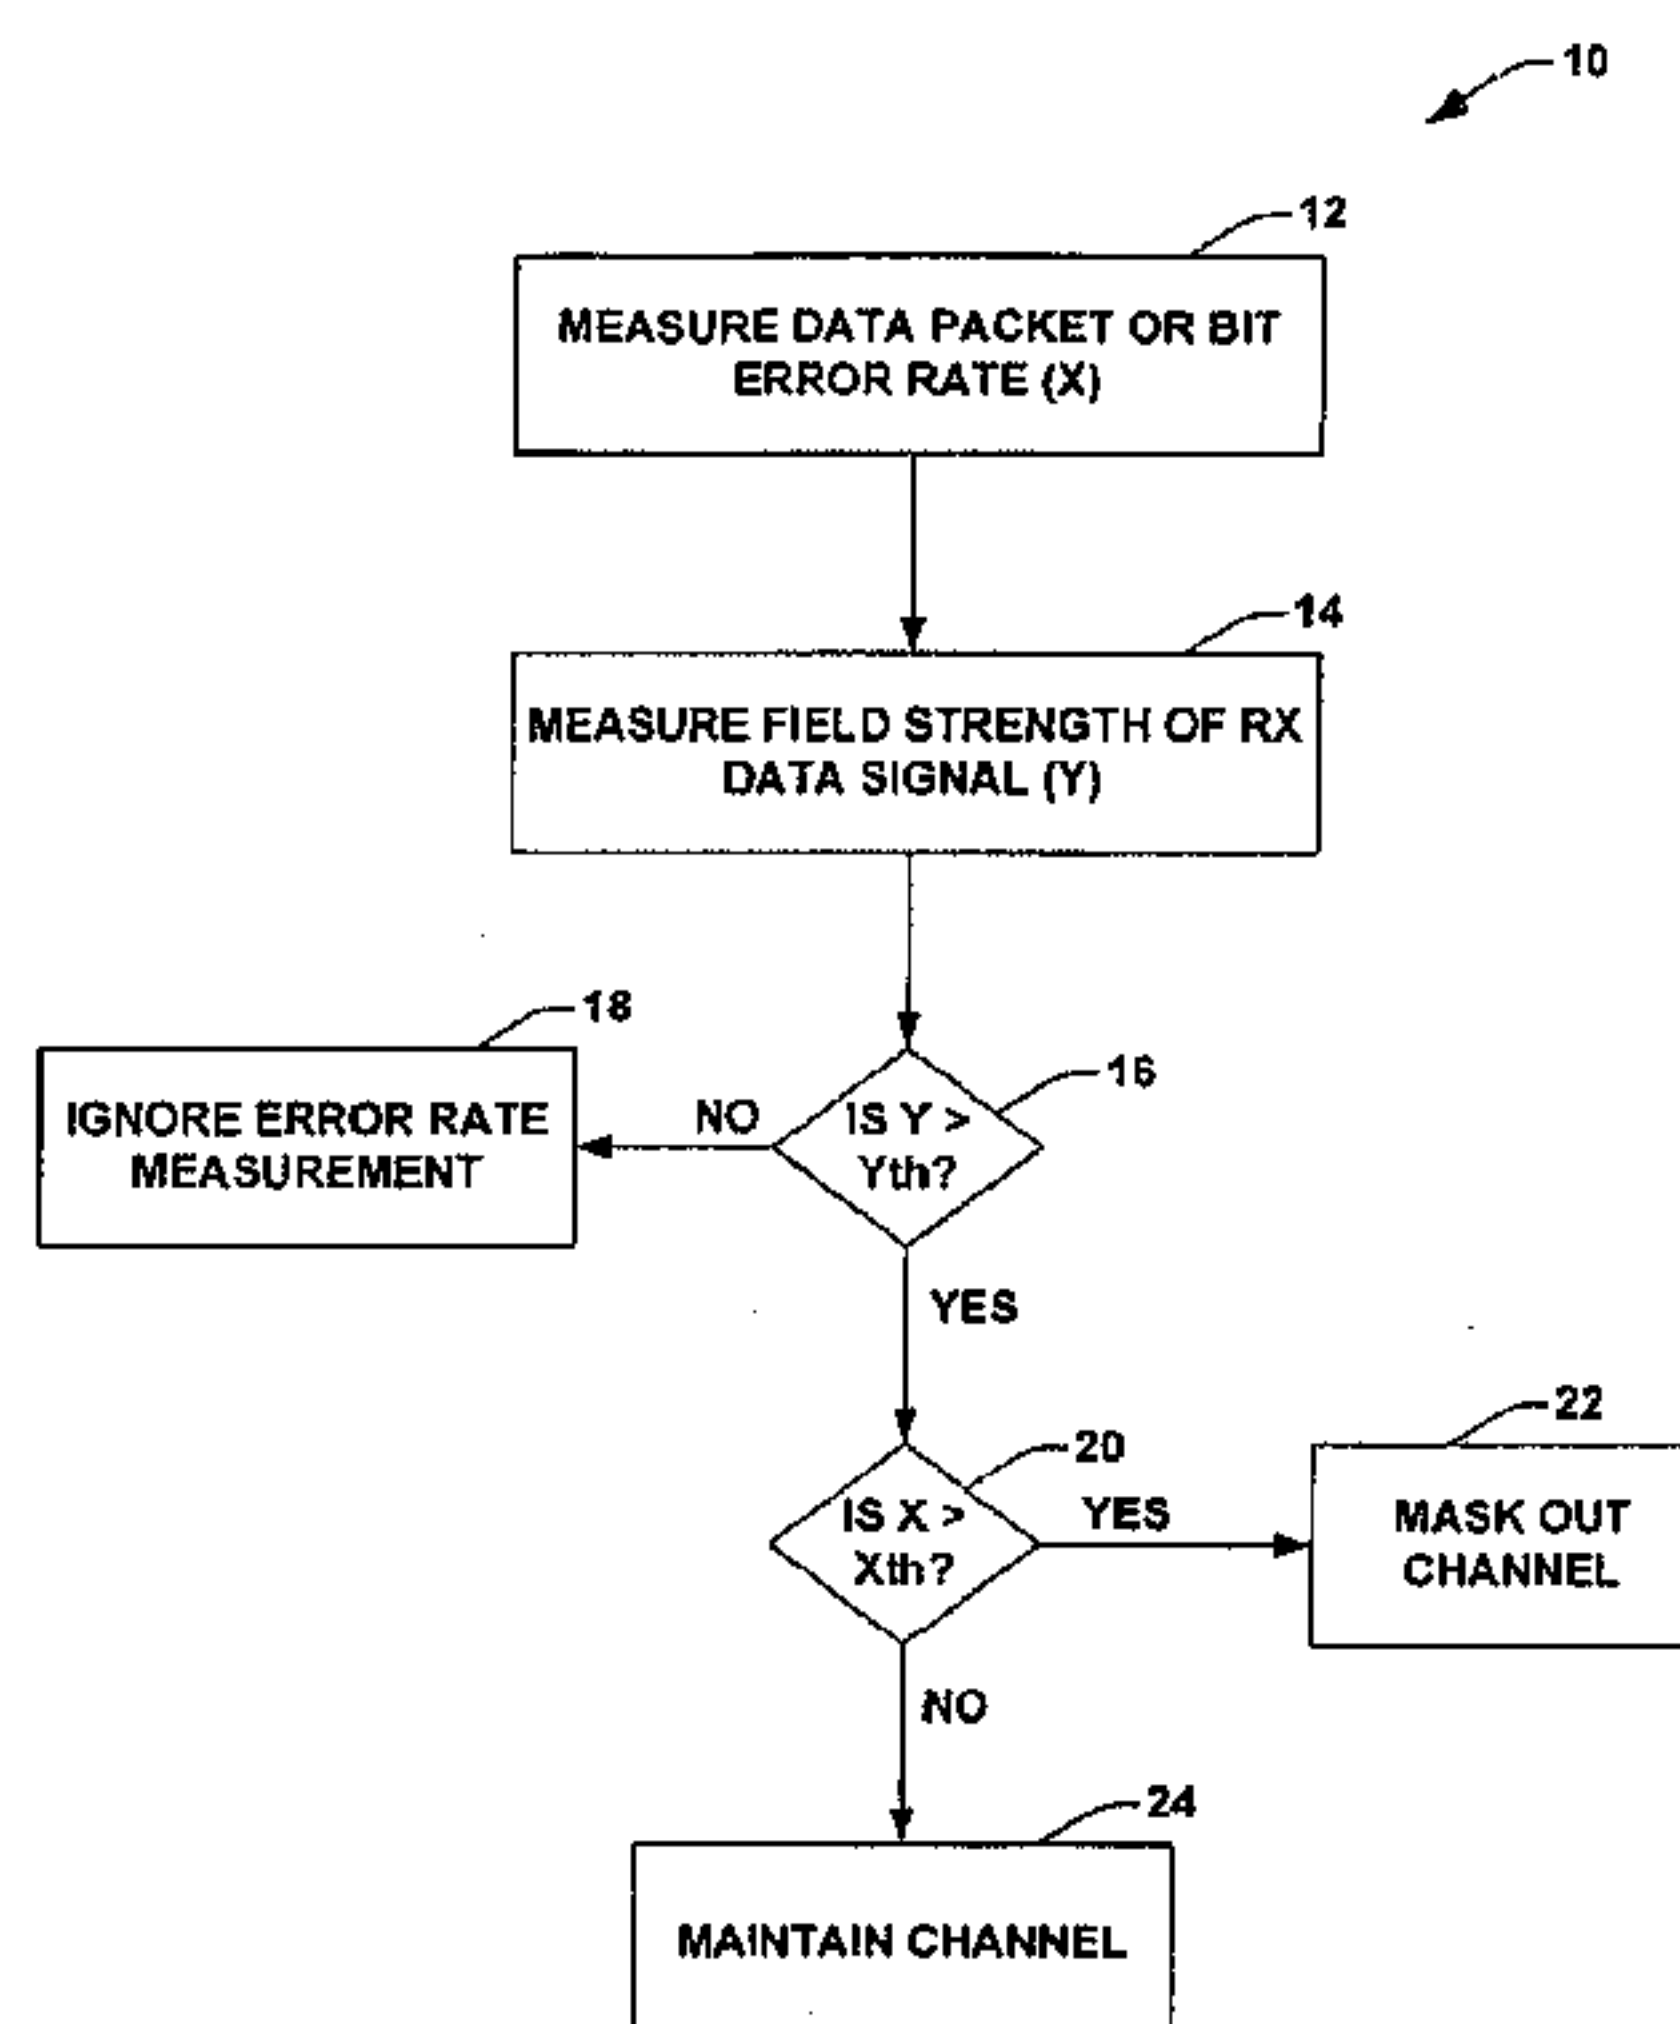 10
12
MEASURE DATA PACKET OR BIT
ERROR RATE (X)
14
MEASURE FIELD STRENGTH OF RX
DATA SIGNAL (Y)
18
IGNORE ERROR RATE
MEASUREMENT
NO
16
IS Y >
Yth?
YES
20
IS X >
Xth?
YES
22
MASK OUT
CHANNEL
NO
24
MAINTAIN CHANNEL